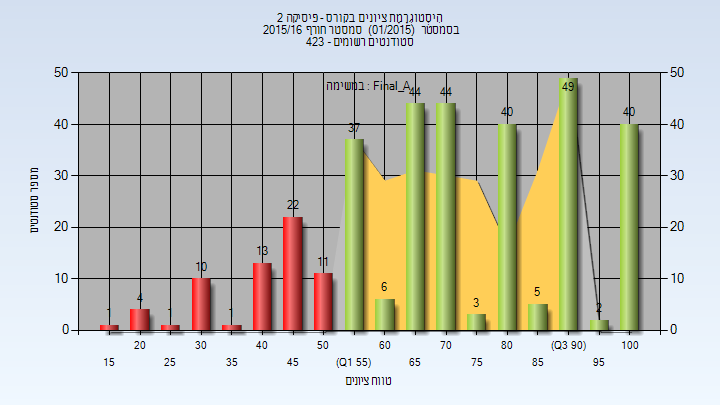 היסטוגרמת ציונים בקורס - פיסיקה 2
בסמסטר (01/2015) סמסטר חורף 2015/16
סטודנטים רשומים - 423
במשימה : Final_A
מספר סטודנטים
50 50
40 40
30 30
20 20
10 10
0 0
1 4 1 10 1 13 22 11 37 6 44 44 3 40 5 49 2 40
20 30 40 50 60 70 80 (Q3 90) 100
15 25 35 45 (Q1 55) 65 75 85 95
טווח ציונים